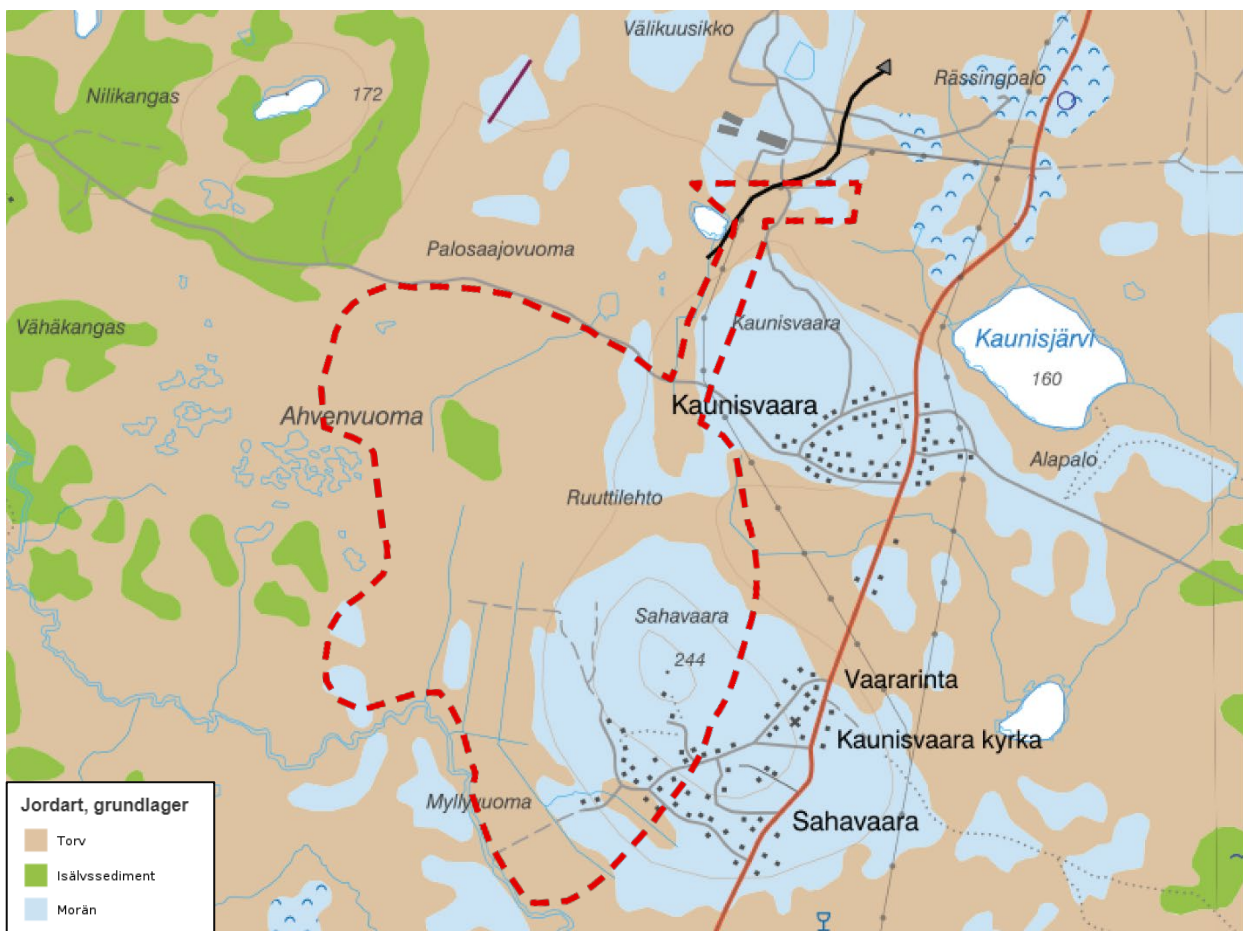 Välikuusikko
Rässingpalo
Nilikangas
172
Palosaajovuoma
Vähäkangas
Kaunisvaara
Kaunisjärvi
160
Ahvenvuoma
Kaunisvaara
Alapalo
Ruuttilehto
Sahavaara
244
Vaararinta
Kaunisvaara kyrka
Myllyvuoma
Sahavaara
Jordart, grundlager
Torv
Isälvssediment
Morän